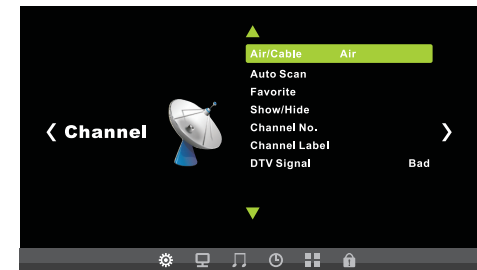 Channel
Air/Cable Air
Auto Scan
Favorite
Show/Hide
Channel No.
Channel Label
DTV Signal Bad